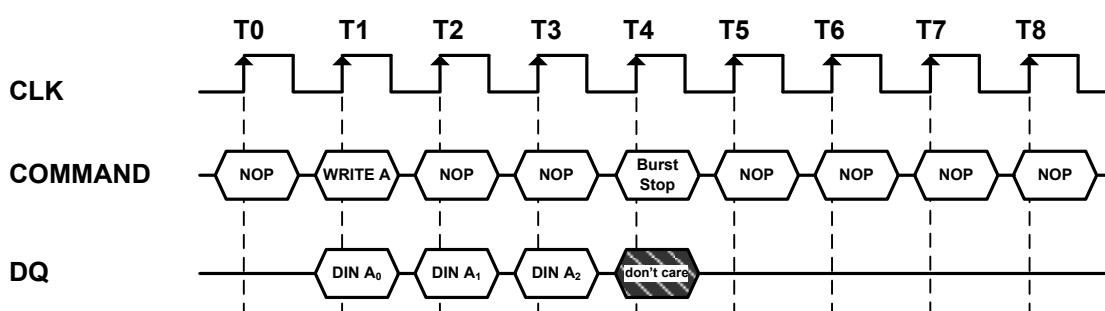 T0 T1 T2 T3 T4 T5 T6 T7 T8
CLK
COMMAND NOP WRITE A NOP NOP Burst Stop NOP NOP NOP NOP
DQ DIN A₀ DIN A₁ DIN A₂ don't care